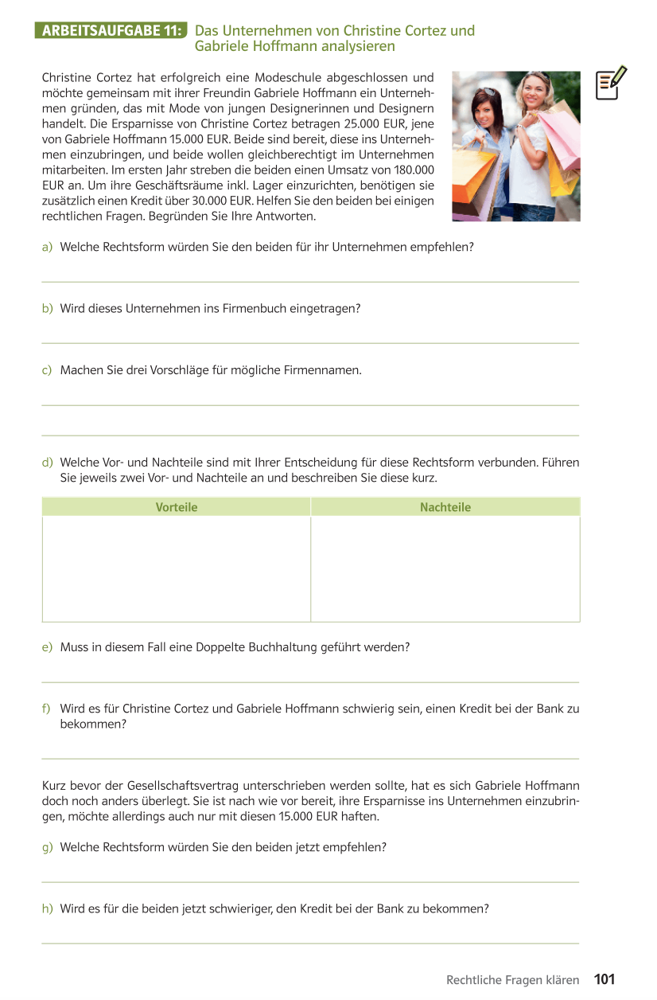 ARBEITSAUFGABE 11: Das Unternehmen von Christine Cortez und
Gabriele Hoffmann analysieren
Christine Cortez hat erfolgreich eine Modeschule abgeschlossen und
möchte gemeinsam mit ihrer Freundin Gabriele Hoffmann ein Unterneh-
men gründen, das mit Mode von jungen Designerinnen und Designern
handelt. Die Ersparnisse von Christine Cortez betragen 25.000 EUR, jene
von Gabriele Hoffmann 15.000 EUR. Beide sind bereit, diese ins Unterneh-
men einzubringen, und beide wollen gleichberechtigt im Unternehmen
mitarbeiten. Im ersten Jahr streben die beiden einen Umsatz von 180.000
EUR an. Um ihre Geschäftsräume inkl. Lager einzurichten, benötigen sie
zusätzlich einen Kredit über 30.000 EUR. Helfen Sie den beiden bei einigen
rechtlichen Fragen. Begründen Sie Ihre Antworten.
a) Welche Rechtsform würden Sie den beiden für ihr Unternehmen empfehlen?
b) Wird dieses Unternehmen ins Firmenbuch eingetragen?
c) Machen Sie drei Vorschläge für mögliche Firmennamen.
d) Welche Vor- und Nachteile sind mit Ihrer Entscheidung für diese Rechtsform verbunden. Führen
Sie jeweils zwei Vor- und Nachteile an und beschreiben Sie diese kurz.
Vorteile Nachteile
e) Muss in diesem Fall eine Doppelte Buchhaltung geführt werden?
f) Wird es für Christine Cortez und Gabriele Hoffmann schwierig sein, einen Kredit bei der Bank zu
bekommen?
Kurz bevor der Gesellschaftsvertrag unterschrieben werden sollte, hat es sich Gabriele Hoffmann
doch noch anders überlegt. Sie ist nach wie vor bereit, ihre Ersparnisse ins Unternehmen einzubrin-
gen, möchte allerdings auch nur mit diesen 15.000 EUR haften.
g) Welche Rechtsform würden Sie den beiden jetzt empfehlen?
h) Wird es für die beiden jetzt schwieriger, den Kredit bei der Bank zu bekommen?
Rechtliche Fragen klären 101